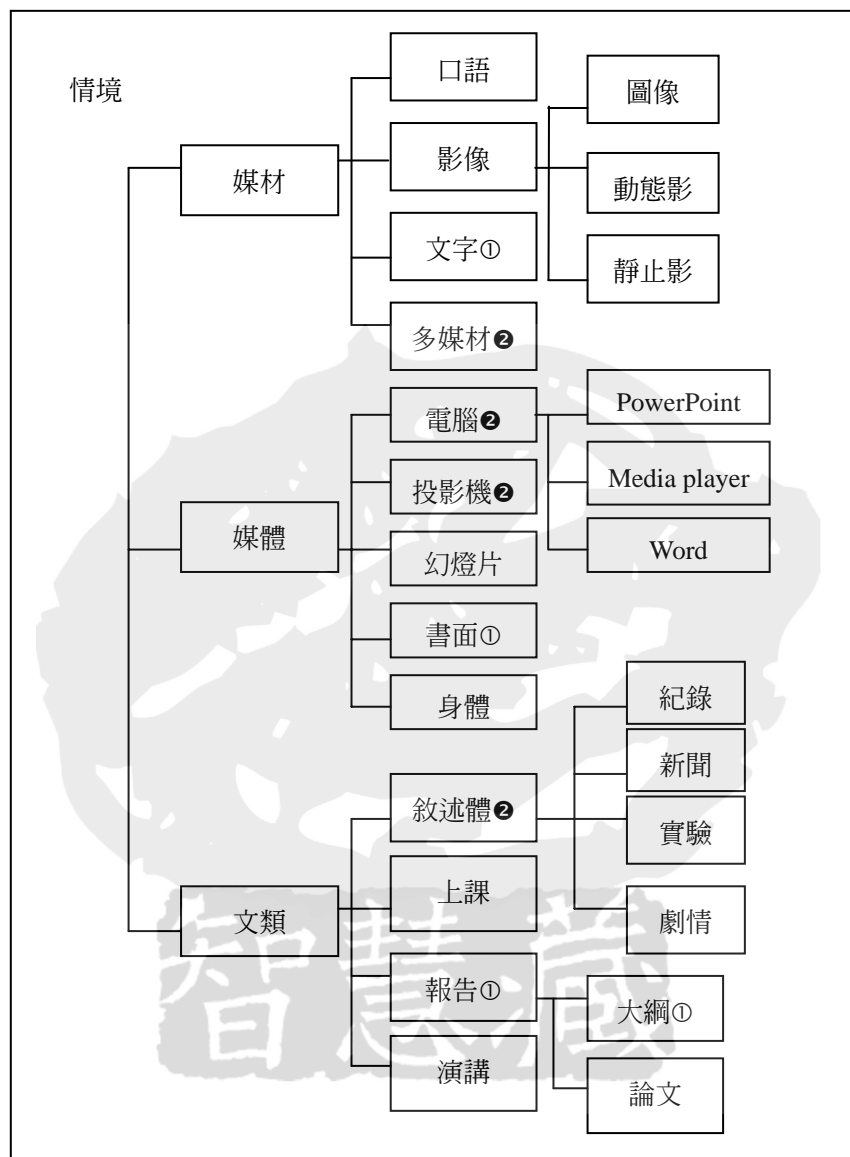 情境
媒材
口語
影像
圖像
動態影
靜止影
文字①
多媒材❷
媒體
電腦❷
PowerPoint
Media player
Word
投影機❷
幻燈片
書面①
身體
文類
敘述體❷
紀錄
新聞
實驗
劇情
上課
報告①
大綱①
論文
演講
智慧藏